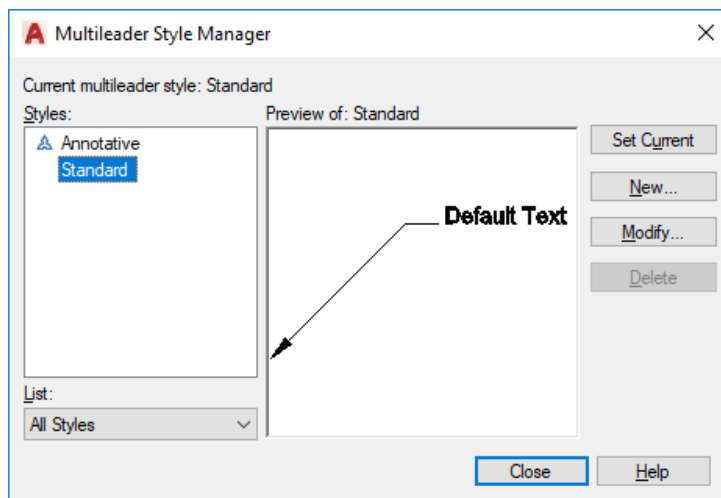 Multileader Style Manager
Current multileader style: Standard
Styles:
Preview of: Standard
Annotative
Standard
Default Text
Set Current
New...
Modify...
Delete
List:
All Styles
Close
Help